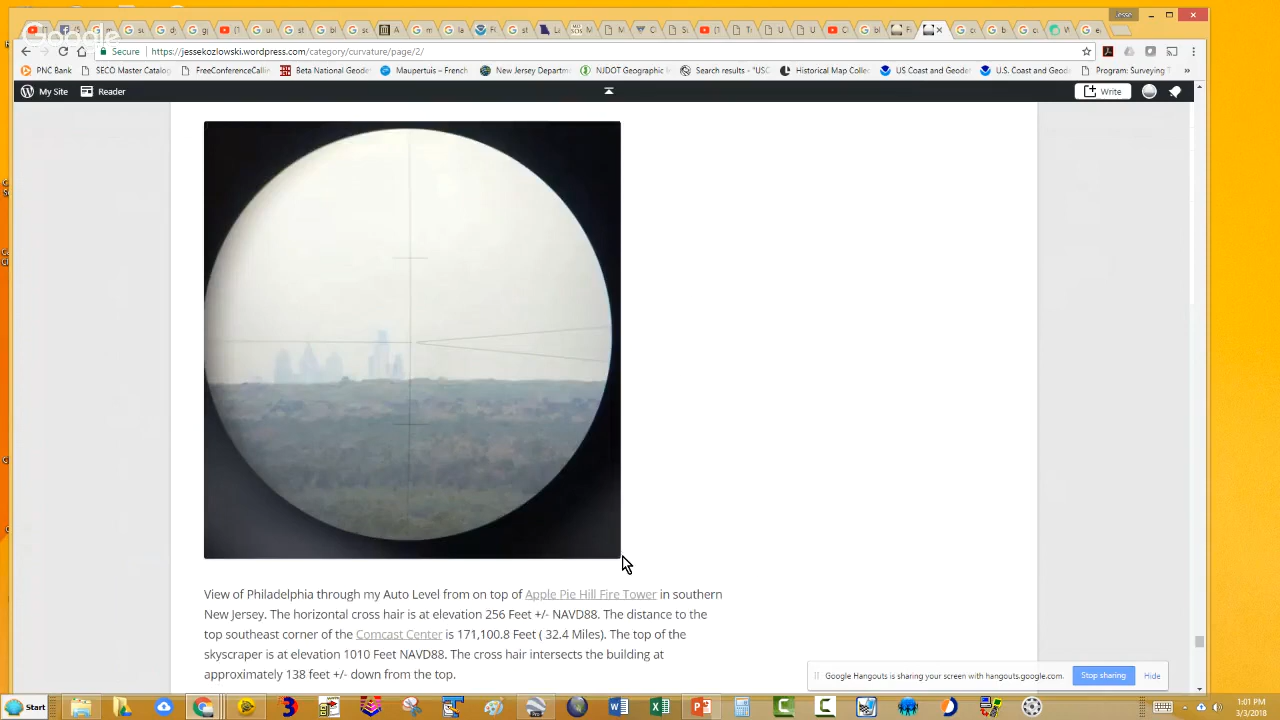 Jesse
Google
Secure
https://jessekozlowski.wordpress.com/category/curvature/page/2/
PNC Bank
SECO Master Catalog
FreeConferenceCallin
Beta National Geode
Maupertuis – French
New Jersey Departm
NJDOT Geographic I
Search results - "USC
Historical Map Collec
US Coast and Geoder
U.S. Coast and Geod
Program: Surveying T
My Site
Reader
Write
View of Philadelphia through my Auto Level from on top of Apple Pie Hill Fire Tower in southern
New Jersey. The horizontal cross hair is at elevation 256 Feet +/- NAVD88. The distance to the
top southeast corner of the Comcast Center is 171,100.8 Feet ( 32.4 Miles). The top of the
skyscraper is at elevation 1010 Feet NAVD88. The cross hair intersects the building at
approximately 138 feet +/- down from the top.
Google Hangouts is sharing your screen with hangouts.google.com.
Stop sharing
Hide
Start
1:01 PM
3/3/2018